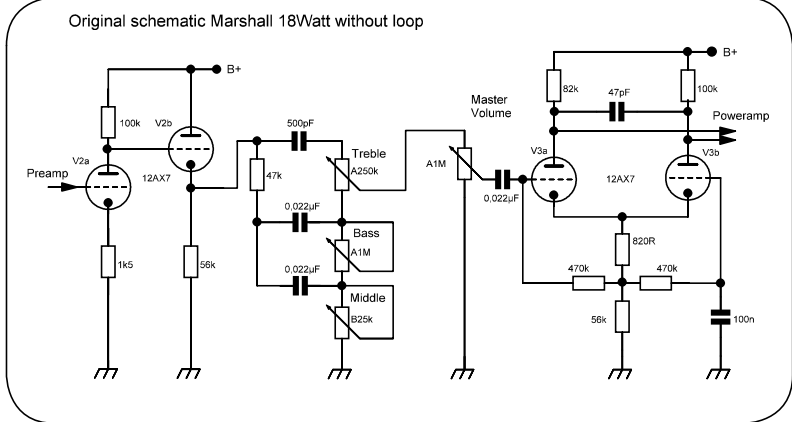 Original schematic Marshall 18Watt without loop
B+
B+
82k
47pF
100k
Master
Volume
Poweramp
100k
V2b
500pF
V2a
Treble
V3a
V3b
Preamp
12AX7
47k
A250k
A1M
12AX7
0,022µF
0,022µF
Bass
A1M
820R
1k5
56k
0,022µF
470k
470k
Middle
B25k
56k
100n